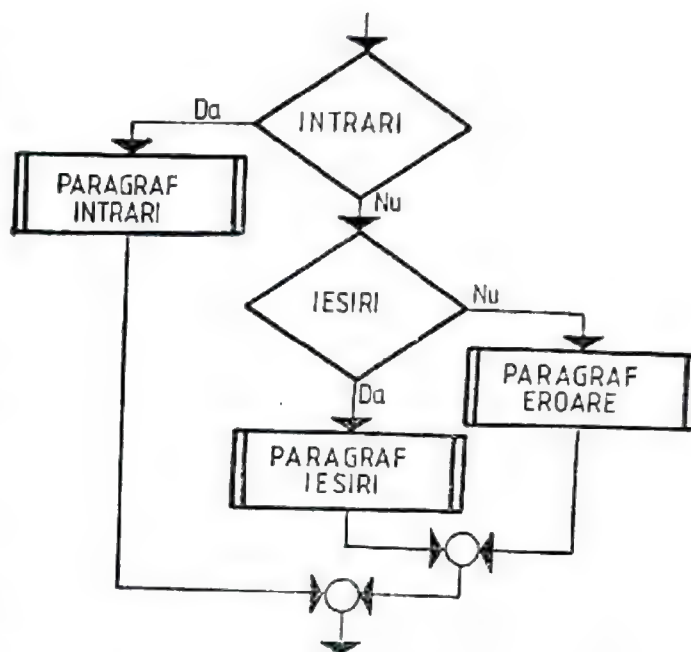 INTRARI
Da
PARAGRAF
INTRARI
Nu
IESIRI
Nu
PARAGRAF
EROARE
Da
PARAGRAF
IESIRI